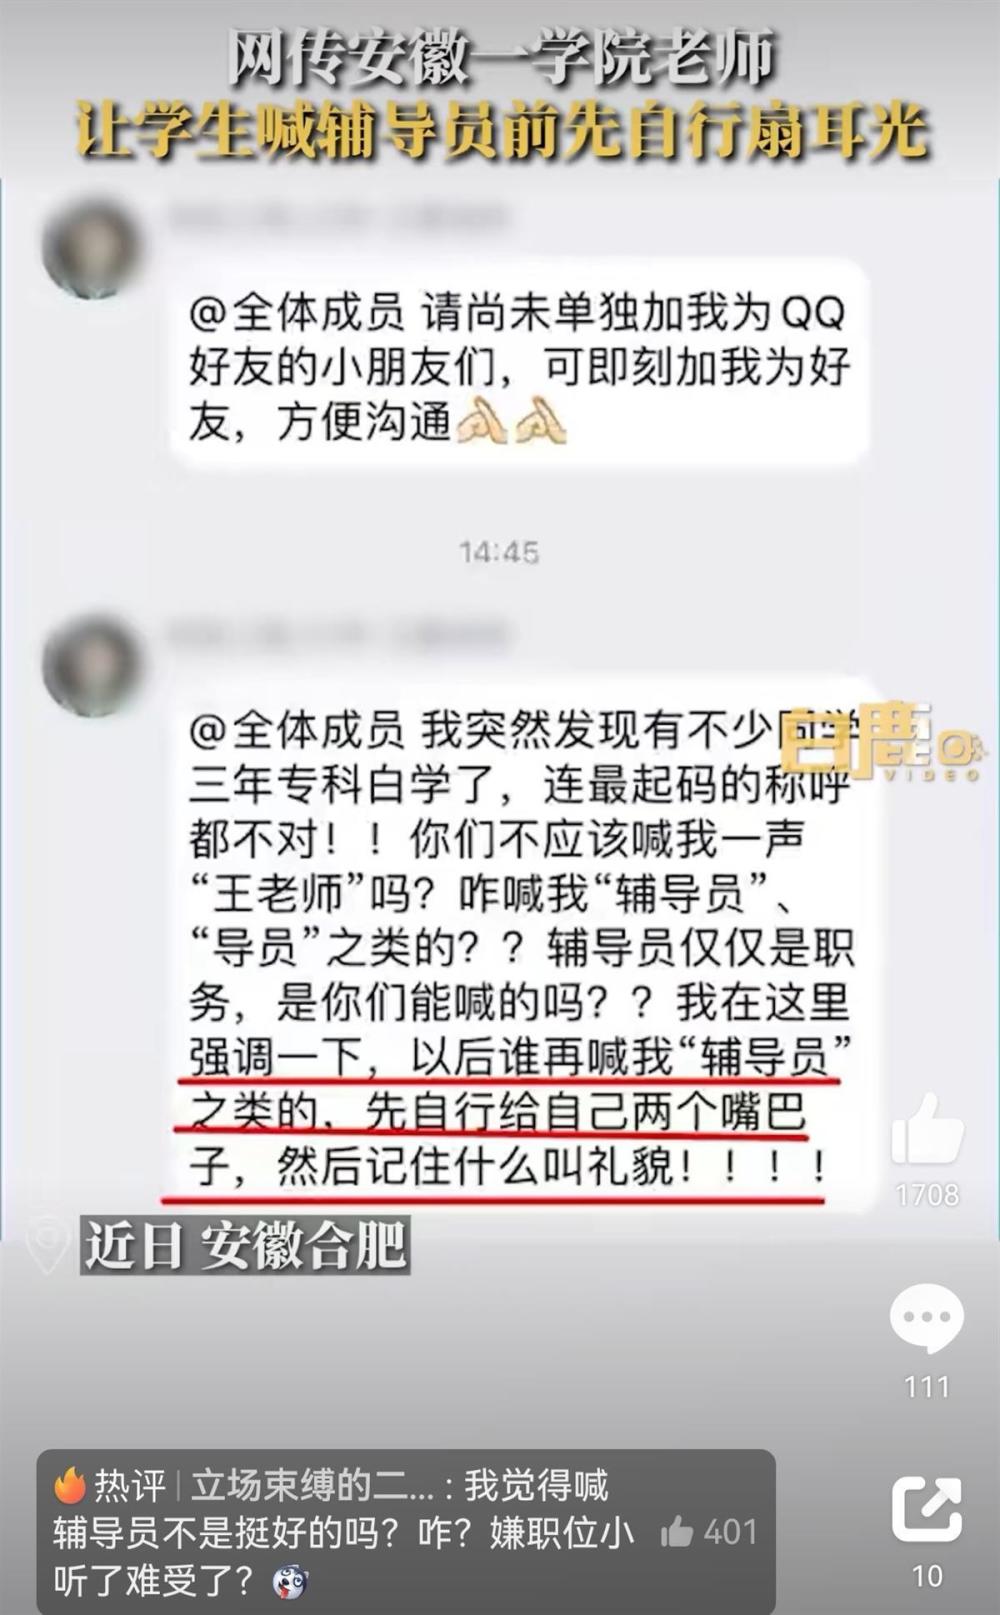 网传安徽一学院老师
让学生喊辅导员前先自行扇耳光
@全体成员 请尚未单独加我为QQ
好友的小朋友们，可即刻加我为好
友，方便沟通
14:45
@全体成员 我突然发现有不少同学
三年专科白学了，连最起码的称呼
都不对！！你们不应该喊我一声
“王老师”吗？咋喊我“辅导员”、
“导员”之类的？？辅导员仅仅是职
务，是你们能喊的吗？？我在这里
强调一下，以后谁再喊我“辅导员”
之类的，先自行给自己两个嘴巴
子，然后记住什么叫礼貌！！！！
白鹿
VIDEO
1708
近日 安徽合肥
111
热评 | 立场束缚的二...：我觉得喊
辅导员不是挺好的吗？咋？嫌职位小
听了难受了？
401
10